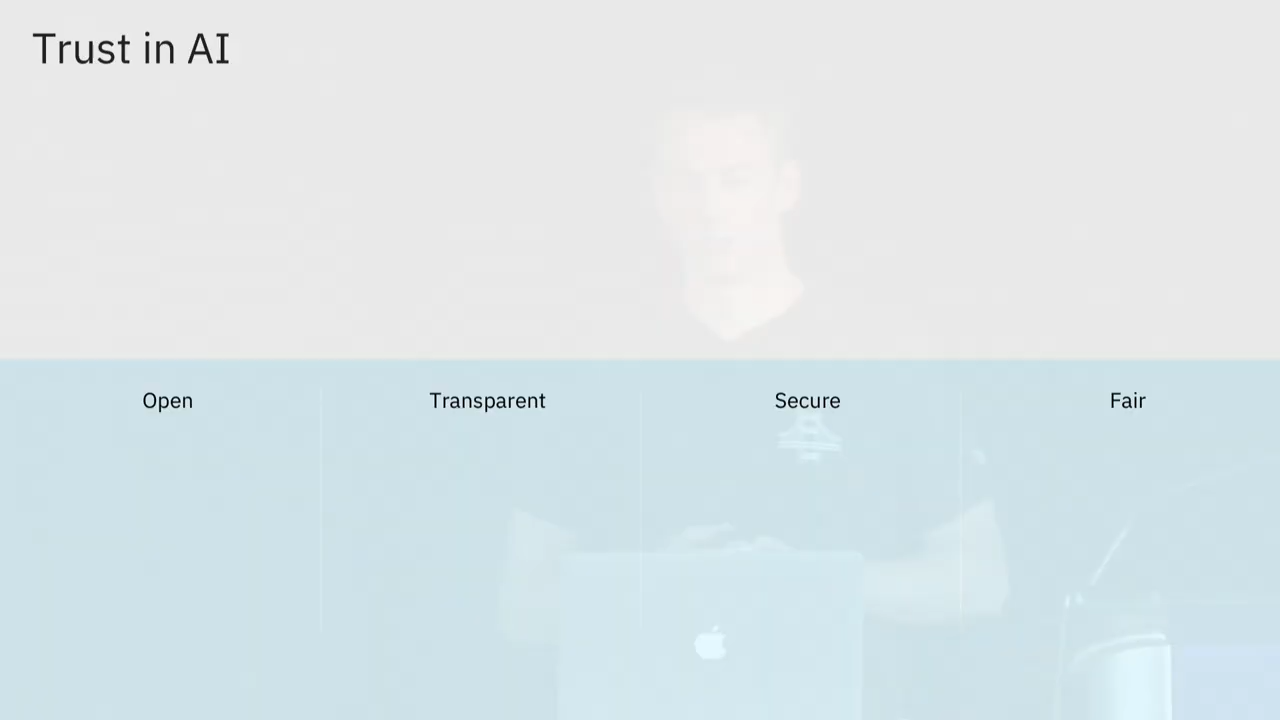 Trust in AI
Open
Transparent
Secure
Fair